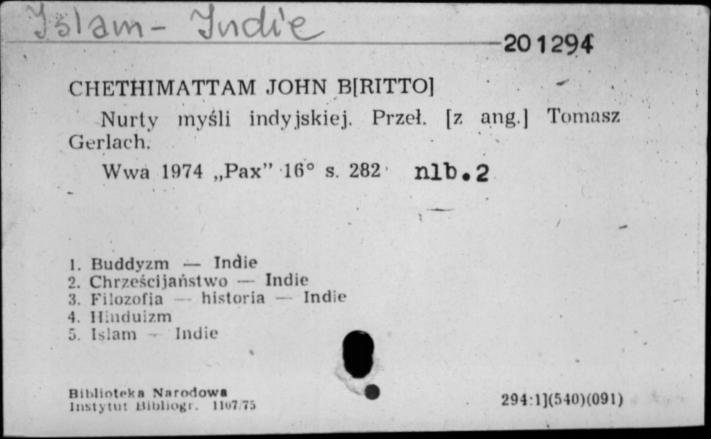 Islam - Indie
201294
CHETHIMATTAM JOHN B[RITTO]
Nurty myśli indyjskiej. Przeł. [z ang.] Tomasz
Gerlach.
Wwa 1974 „Pax” 16° s. 282 nlb.2
1. Buddyzm — Indie
2. Chrześcijaństwo — Indie
3. Filozofia — historia — Indie
4. Hinduizm
5. Islam — Indie
Biblioteka Narodowa
Instytut Bibliogr. 1107/75
294:1](540)(091)